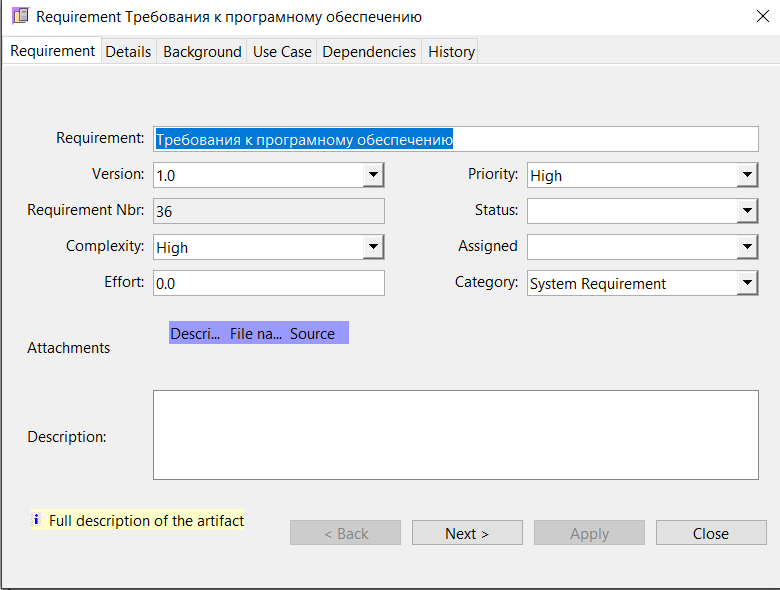 Requirement Требования к програмному обеспечению
Requirement Details Background Use Case Dependencies History
Requirement: Требования к програмному обеспечению
Version: 1.0 Priority: High
Requirement Nbr: 36 Status:
Complexity: High Assigned
Effort: 0.0 Category: System Requirement
Descri... File na... Source
Attachments
Description:
i Full description of the artifact
< Back Next > Apply Close